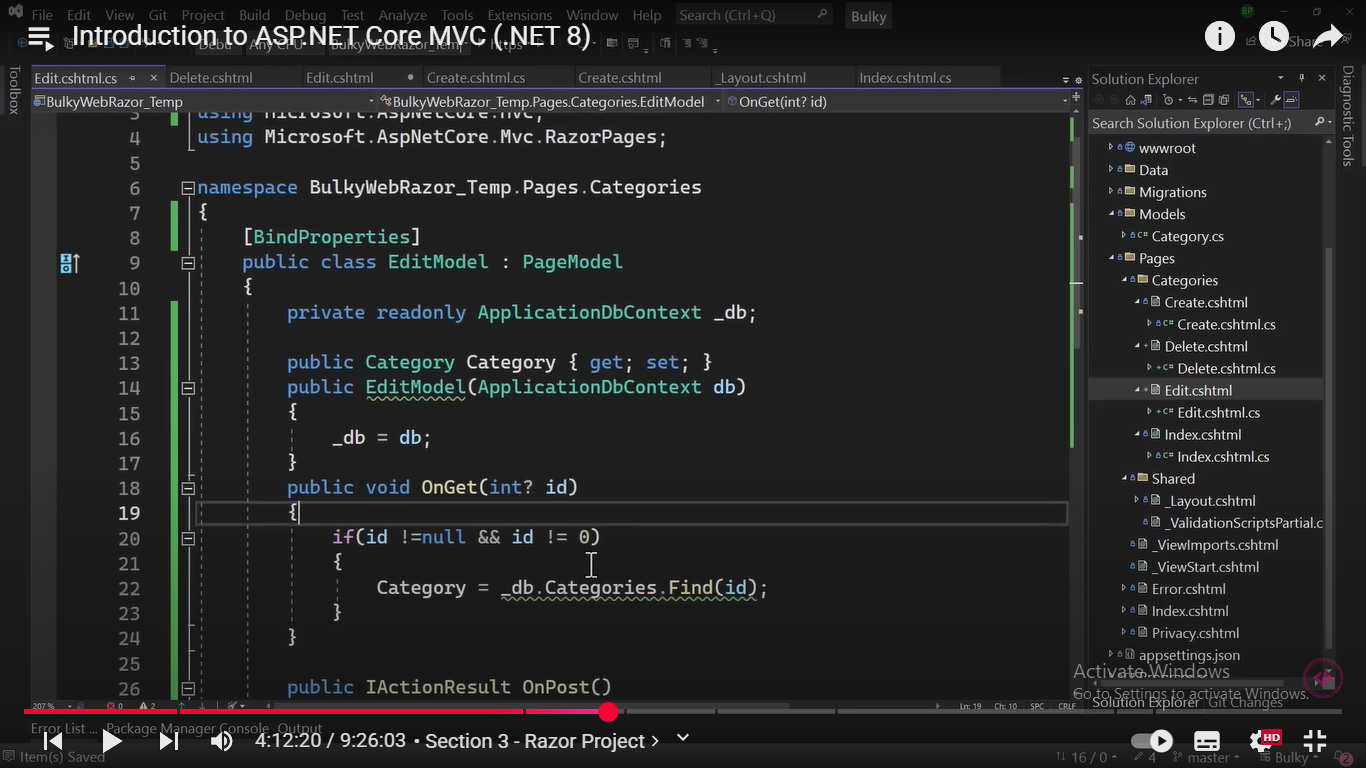 File Edit View Git Project Build Debug Test Analyze Tools Extensions Window Help Search (Ctrl+Q) Bulky
Introduction to ASP.NET Core MVC (.NET 8)
Share
Toolbox
Edit.cshtml.cs Delete.cshtml Edit.cshtml Create.cshtml.cs Create.cshtml _Layout.cshtml Index.cshtml.cs
BulkyWebRazor_Temp BulkyWebRazor_Temp.Pages.Categories.EditModel OnGet(int? id)
3 using Microsoft.AspNetCore.Mvc;
4 using Microsoft.AspNetCore.Mvc.RazorPages;
5
6 namespace BulkyWebRazor_Temp.Pages.Categories
7 {
8 [BindProperties]
9 public class EditModel : PageModel
10 {
11 private readonly ApplicationDbContext _db;
12
13 public Category Category { get; set; }
14 public EditModel(ApplicationDbContext db)
15 {
16 _db = db;
17 }
18 public void OnGet(int? id)
19 {
20 if(id !=null && id != 0)
21 {
22 Category = _db.Categories.Find(id);
23 }
24 }
25
26 public IActionResult OnPost()
207 % 0 2 Ln: 19 Ch: 10 SPC CRLF
Solution Explorer
Search Solution Explorer (Ctrl+;)
wwwroot
Data
Migrations
Models
C# Category.cs
Pages
Categories
Create.cshtml
C# Create.cshtml.cs
Delete.cshtml
C# Delete.cshtml.cs
Edit.cshtml
C# Edit.cshtml.cs
Index.cshtml
C# Index.cshtml.cs
Shared
_Layout.cshtml
_ValidationScriptsPartial.c
_ViewImports.cshtml
_ViewStart.cshtml
Error.cshtml
Index.cshtml
Privacy.cshtml
appsettings.json
Diagnostic Tools
Activate Windows
Go to Settings to activate Windows.
Solution Explorer Git Changes
Error List ... Package Manager Console Output
4:12:20 / 9:26:03 • Section 3 - Razor Project
HD
Item(s) Saved
16 / 0 4 master Bulky 2